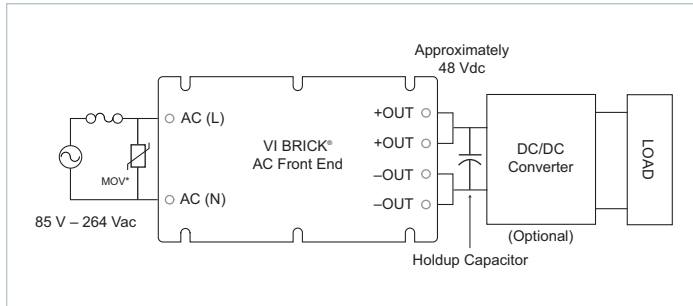 Approximately
48 Vdc
AC (L)
+OUT
+OUT
VI BRICK®
AC Front End
DC/DC
Converter
LOAD
MOV*
–OUT
AC (N)
–OUT
85 V – 264 Vac
(Optional)
Holdup Capacitor